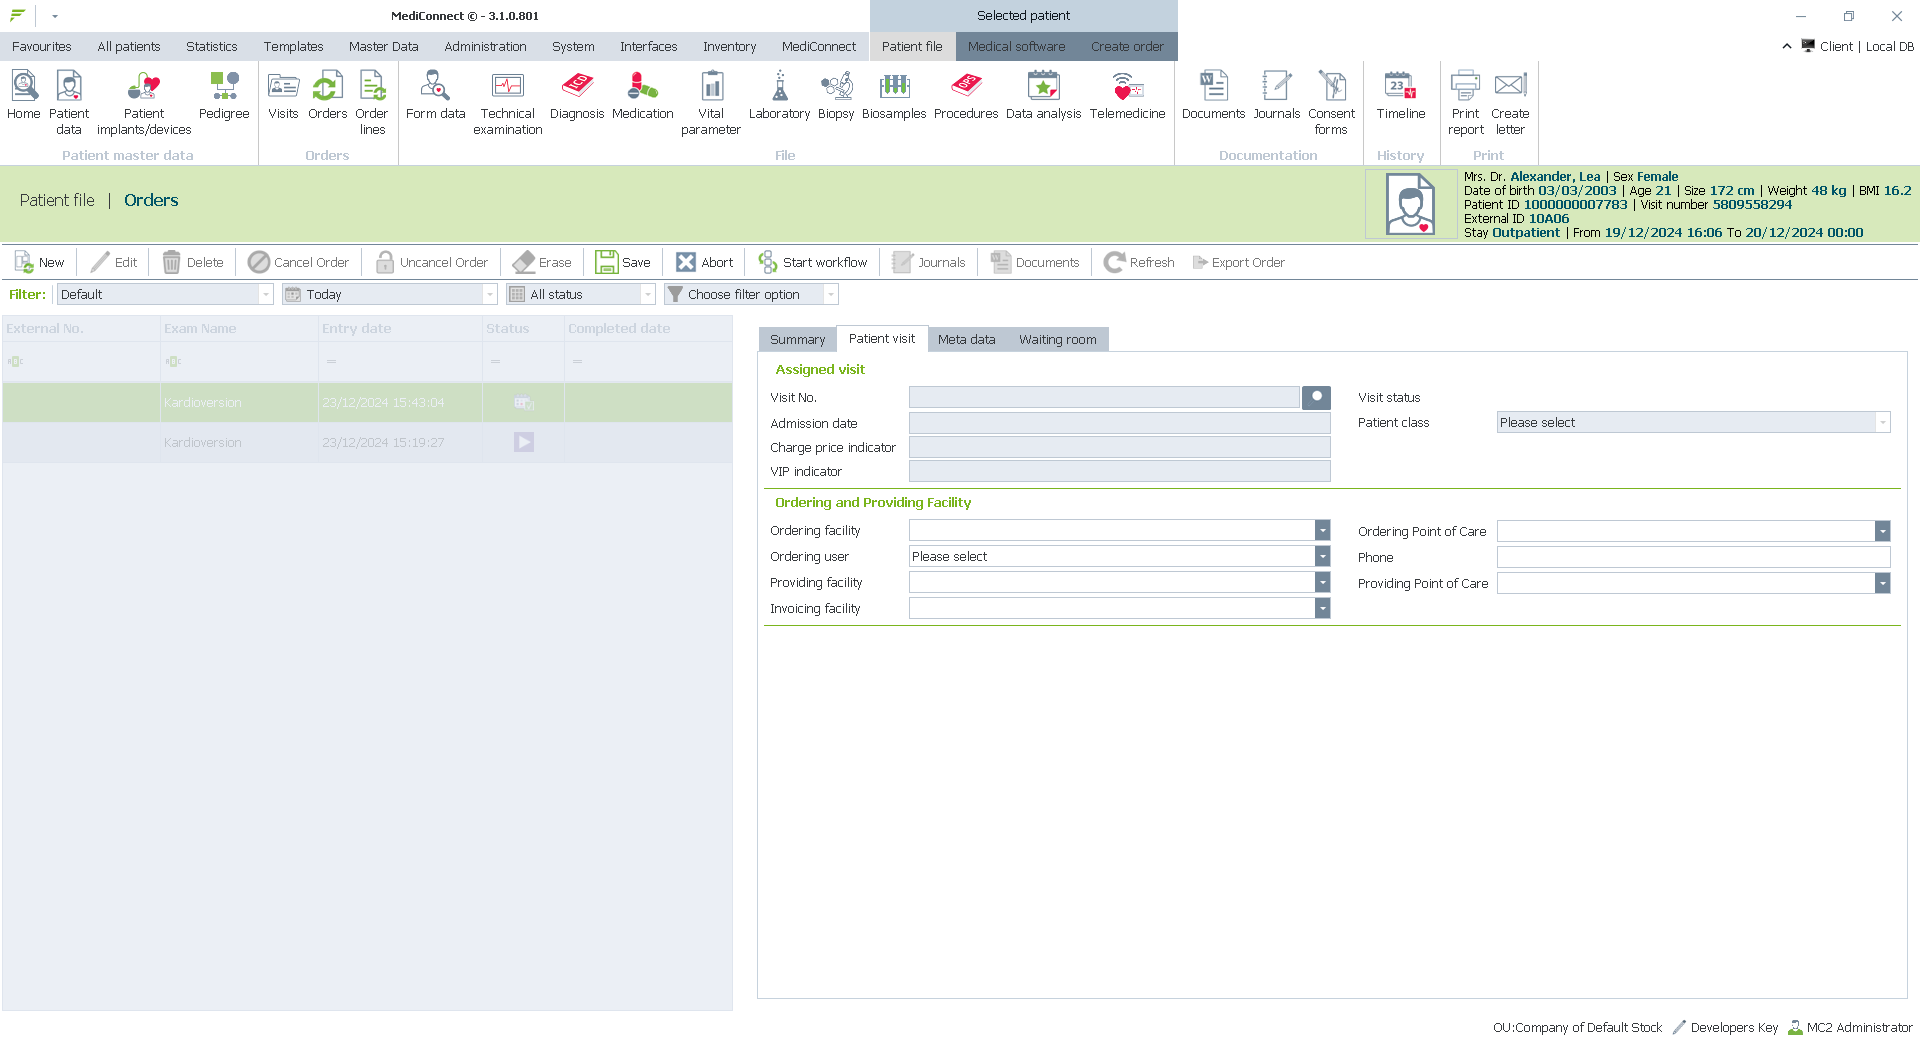 MediConnect © - 3.1.0.801
Selected patient
Favourites All patients Statistics Templates Master Data Administration System Interfaces Inventory MediConnect Patient file Medical software Create order
Client | Local DB
Home Patient data Patient implants/devices Pedigree Visits Orders Order lines Form data Technical examination Diagnosis Medication Vital parameter Laboratory Biopsy Biosamples Procedures Data analysis Telemedicine Documents Journals Consent forms Timeline Print report Create letter
Patient master data Orders File Documentation History Print
Patient file | Orders
Mrs. Dr. Alexander, Lea | Sex Female
Date of birth 03/03/2003 | Age 21 | Size 172 cm | Weight 48 kg | BMI 16.2
Patient ID 1000000007783 | Visit number 5809558294
External ID 10A06
Stay Outpatient | From 19/12/2024 16:06 To 20/12/2024 00:00
New Edit Delete Cancel Order Uncancel Order Erase Save Abort Start workflow Journals Documents Refresh Export Order
Filter: Default Today All status Choose filter option
External No. Exam Name Entry date Status Completed date
Kardioversion 23/12/2024 15:43:04
Kardioversion 23/12/2024 15:19:27
Summary Patient visit Meta data Waiting room
Assigned visit
Visit No. Visit status
Admission date Patient class Please select
Charge price indicator
VIP indicator
Ordering and Providing Facility
Ordering facility Ordering Point of Care
Ordering user Please select Phone
Providing facility Providing Point of Care
Invoicing facility
OU:Company of Default Stock Developers Key MC2 Administrator